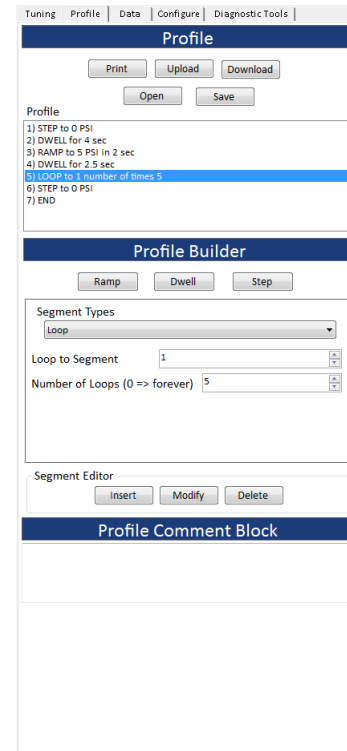 Tuning Profile Data Configure Diagnostic Tools
Profile
Print Upload Download
Open Save
Profile
1) STEP to 0 PSI
2) DWELL for 4 sec
3) RAMP to 5 PSI in 2 sec
4) DWELL for 2.5 sec
5) LOOP to 1 number of times 5
6) STEP to 0 PSI
7) END
Profile Builder
Ramp Dwell Step
Segment Types
Loop
Loop to Segment 1
Number of Loops (0 => forever) 5
Segment Editor
Insert Modify Delete
Profile Comment Block